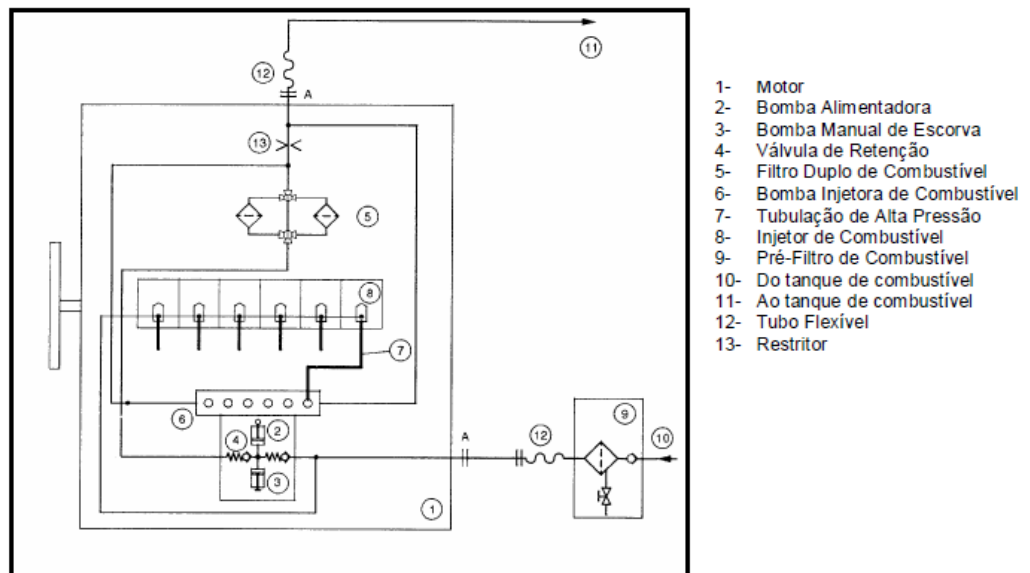 11
12
A
13
5
8
7
6
2
4
3
1
A
12
9
10
1- Motor
2- Bomba Alimentadora
3- Bomba Manual de Escorva
4- Válvula de Retenção
5- Filtro Duplo de Combustível
6- Bomba Injetora de Combustível
7- Tubulação de Alta Pressão
8- Injetor de Combustível
9- Pré-Filtro de Combustível
10- Do tanque de combustível
11- Ao tanque de combustível
12- Tubo Flexível
13- Restritor